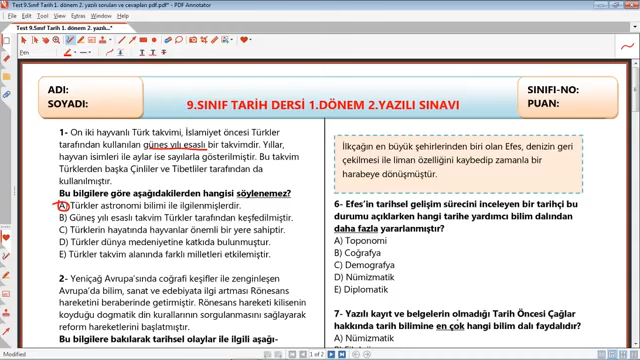 Test 9.Sınıf Tarih 1. dönem 2. yazılı soruları ve cevapları pdf.pdf* - PDF Annotator
File Edit Tool View Extras Window Help
Test 9.Sınıf Tarih 1. dönem 2. yazılı...*
Pen
ADI:
SOYADI:
9.SINIF TARİH DERSİ 1.DÖNEM 2.YAZILI SINAVI
SINIFI-NO:
PUAN:
1- On iki hayvanlı Türk takvimi, İslamiyet öncesi Türkler
tarafından kullanılan güneş yılı esaslı bir takvimdir. Yıllar,
hayvan isimleri ile aylar ise sayılarla gösterilmiştir. Bu takvim
Türklerden başka Çinliler ve Tibetliler tarafından da
kullanılmıştır.
Bu bilgilere göre aşağıdakilerden hangisi söylenemez?
A) Türkler astronomi bilimi ile ilgilenmişlerdir.
B) Güneş yılı esaslı takvim Türkler tarafından keşfedilmiştir.
C) Türklerin hayatında hayvanlar önemli bir yere sahiptir.
D) Türkler dünya medeniyetine katkıda bulunmuştur.
E) Türkler takvim alanında farklı milletleri etkilemiştir.
2- Yeniçağ Avrupa’sında coğrafi keşifler ile zenginleşen
Avrupa’da bilim, sanat ve edebiyata ilgi artması Rönesans
hareketini beraberinde getirmiştir. Rönesans hareketi kilisenin
koyduğu dogmatik din kurallarının sorgulanmasını sağlayarak
reform hareketlerini başlatmıştır.
Bu bilgilere bakılarak tarihsel olaylar ile ilgili aşağı-
İlkçağın en büyük şehirlerinden biri olan Efes, denizin geri
çekilmesi ile liman özelliğini kaybedip zamanla bir
harabeye dönüşmüştür.
6- Efes’in tarihsel gelişim sürecini inceleyen bir tarihçi bu
durumu açıklarken hangi tarihe yardımcı bilim dalından
daha fazla yararlanmıştır?
A) Toponomi
B) Coğrafya
C) Demografya
D) Nümizmatik
E) Diplomatik
7- Yazılı kayıt ve belgelerin olmadığı Tarih Öncesi Çağlar
hakkında tarih bilimine en çok hangi bilim dalı faydalıdır?
A) Nümizmatik
Modified
1 of 2